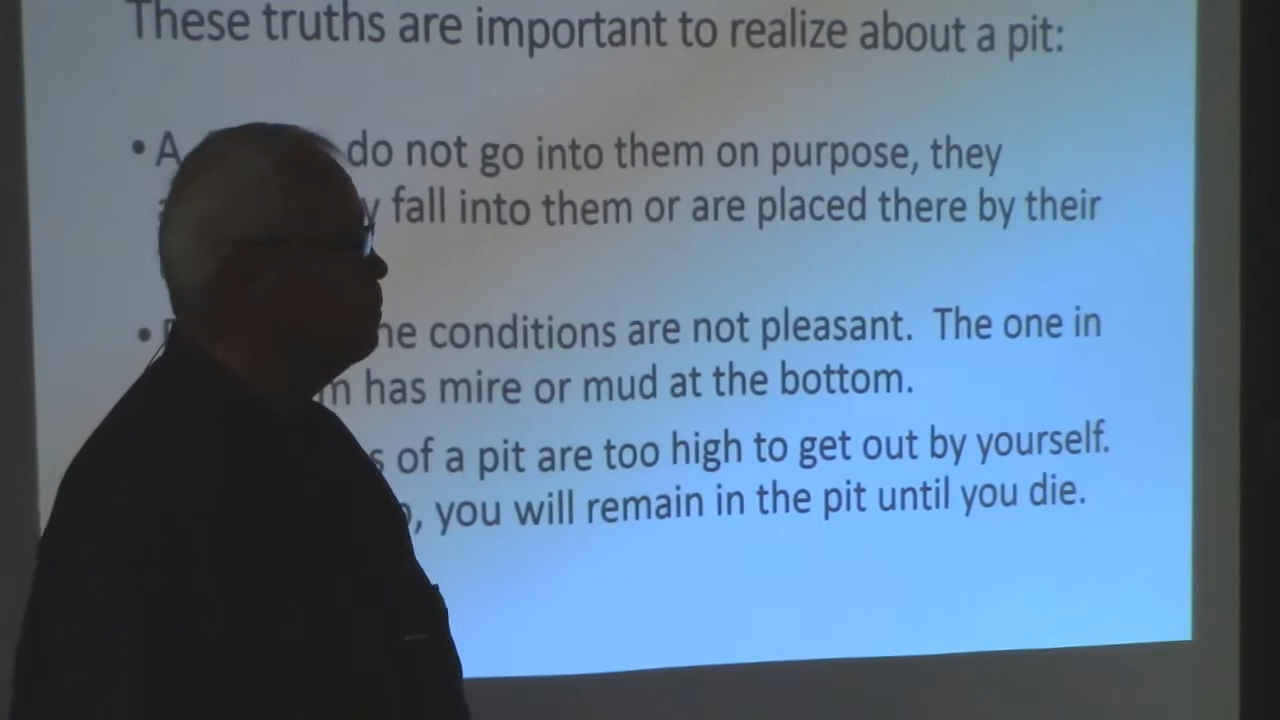 These truths are important to realize about a pit:
• do not go into them on purpose, they
fall into them or are placed there by their
• conditions are not pleasant. The one in
has mire or mud at the bottom.
of a pit are too high to get out by yourself.
, you will remain in the pit until you die.